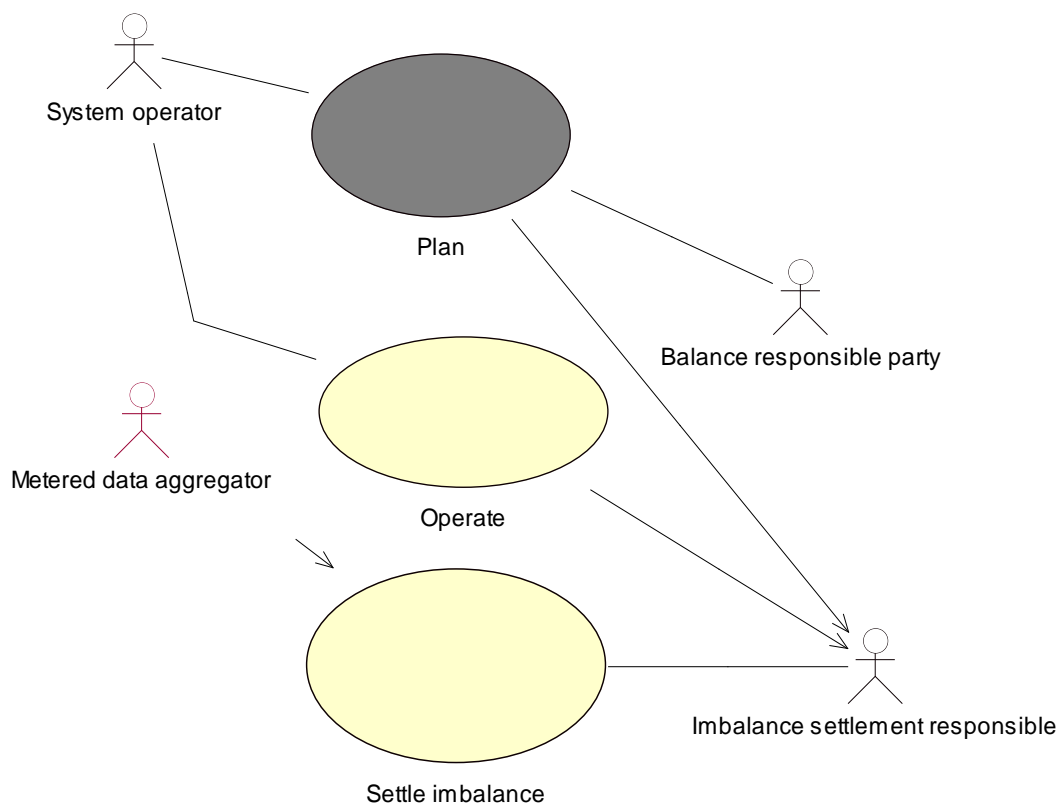 System operator
Plan
Balance responsible party
Metered data aggregator
Operate
Imbalance settlement responsible
Settle imbalance